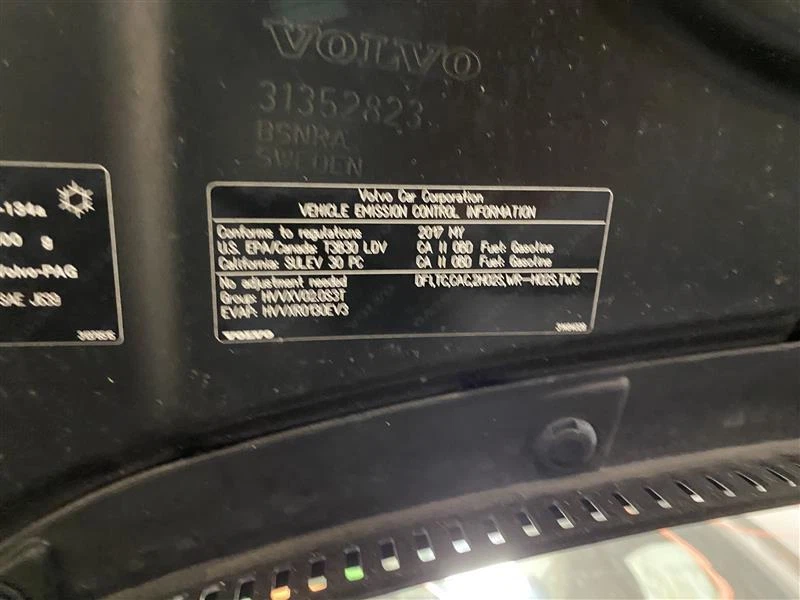 VOLVO
31352823
BSNRA
SWEDEN
-134a
00 g
Volvo-PAG
SAE J639
Volvo Car Corporation
VEHICLE EMISSION CONTROL INFORMATION
Conforms to regulations 2017 MY
U.S. EPA/Canada: T3B30 LDV CA II OBD Fuel: Gasoline
California: SULEV 30 PC CA II OBD Fuel: Gasoline
No adjustment needed DFI,TC,CAC,2HO2S,WR-HO2S,TWC
Group: HVVXV02.0S3T
EVAP: HVVXR0130EV3
VOLVO